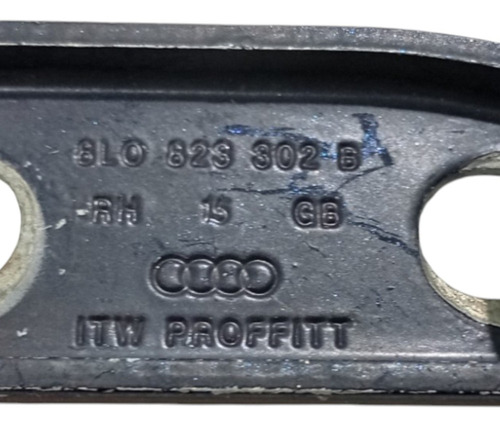 8L0 823 302 B
RH 15 GB
ITW PROFFITT